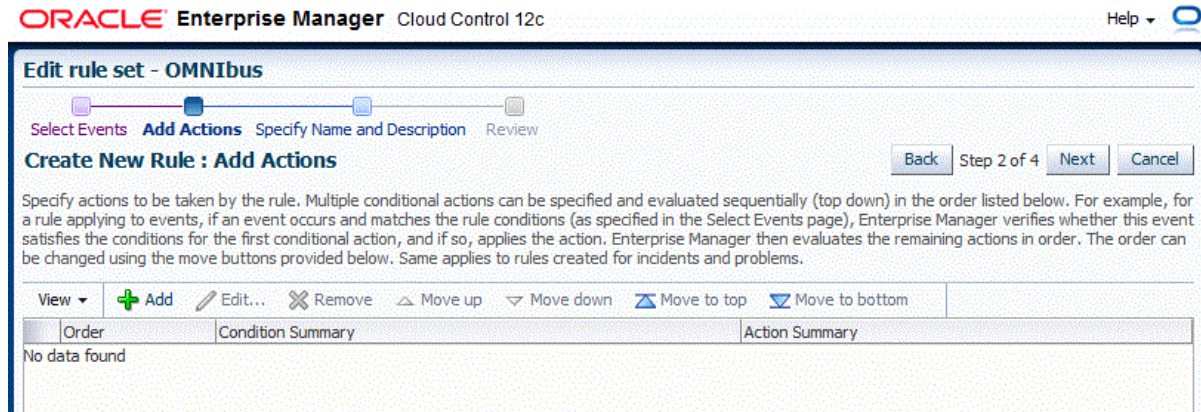 ORACLE Enterprise Manager Cloud Control 12c Help
Edit rule set - OMNIbus
Select Events Add Actions Specify Name and Description Review
Create New Rule : Add Actions Back Step 2 of 4 Next Cancel
Specify actions to be taken by the rule. Multiple conditional actions can be specified and evaluated sequentially (top down) in the order listed below. For example, for
a rule applying to events, if an event occurs and matches the rule conditions (as specified in the Select Events page), Enterprise Manager verifies whether this event
satisfies the conditions for the first conditional action, and if so, applies the action. Enterprise Manager then evaluates the remaining actions in order. The order can
be changed using the move buttons provided below. Same applies to rules created for incidents and problems.
View Add Edit... Remove Move up Move down Move to top Move to bottom
Order Condition Summary Action Summary
No data found